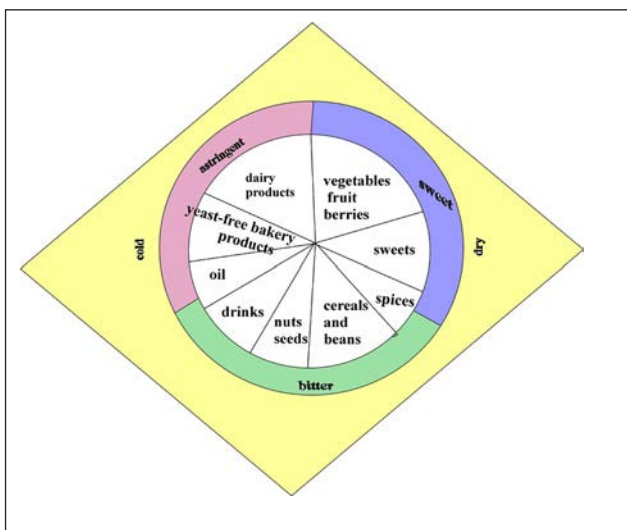 astringent
sweet
bitter
cold
dry
dairy
products
vegetables
fruit
berries
yeast-free bakery
products
sweets
oil
spices
drinks
nuts
seeds
cereals
and
beans